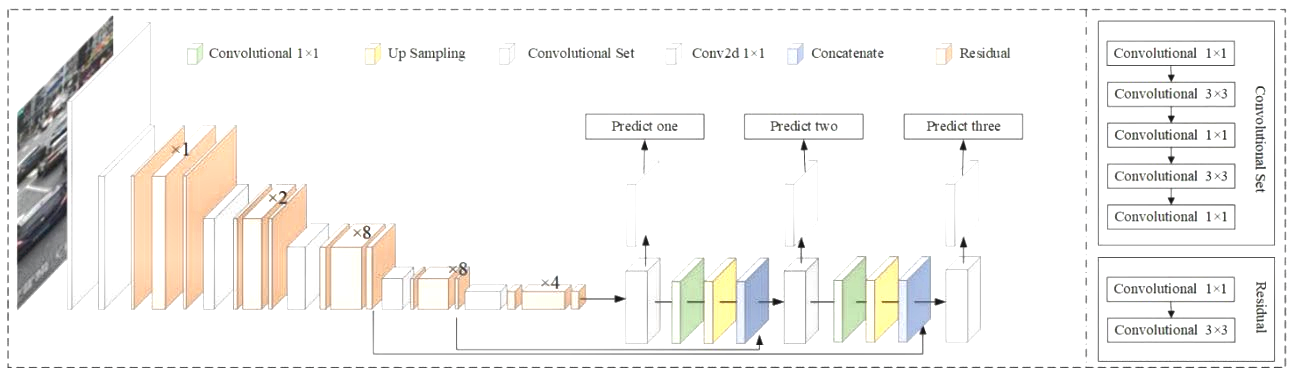 Convolutional 1×1
Up Sampling
Convolutional Set
Conv2d 1×1
Concatenate
Residual
Predict one
Predict two
Predict three
×1
×2
×8
×8
×4
Convolutional 1×1
Convolutional 3×3
Convolutional 1×1
Convolutional 3×3
Convolutional 1×1
Convolutional Set
Convolutional 1×1
Convolutional 3×3
Residual